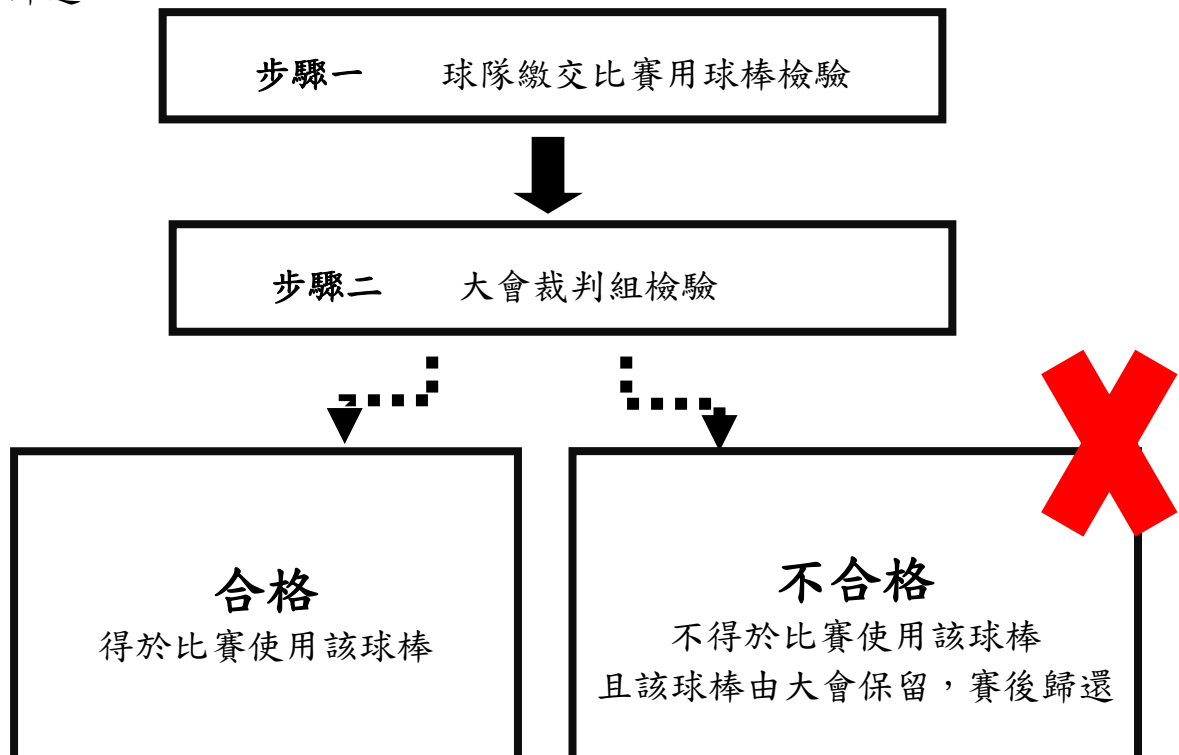 步驟一 球隊繳交比賽用球棒檢驗
步驟二 大會裁判組檢驗
合格
得於比賽使用該球棒
不合格
不得於比賽使用該球棒
且該球棒由大會保留，賽後歸還